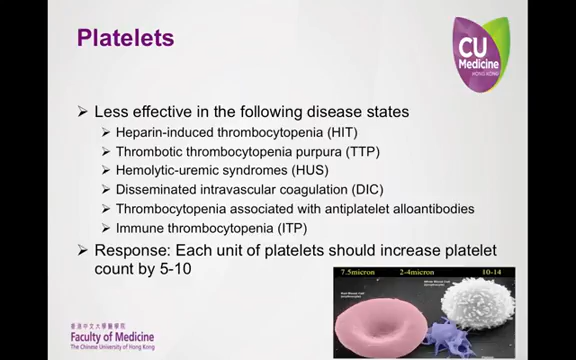 Platelets
CU
Medicine
HONG KONG
Less effective in the following disease states
Heparin-induced thrombocytopenia (HIT)
Thrombotic thrombocytopenia purpura (TTP)
Hemolytic-uremic syndromes (HUS)
Disseminated intravascular coagulation (DIC)
Thrombocytopenia associated with antiplatelet alloantibodies
Immune thrombocytopenia (ITP)
Response: Each unit of platelets should increase platelet
count by 5-10
7.5micron 2-4micron 10-14
香港中文大學醫學院
Faculty of Medicine
The Chinese University of Hong Kong